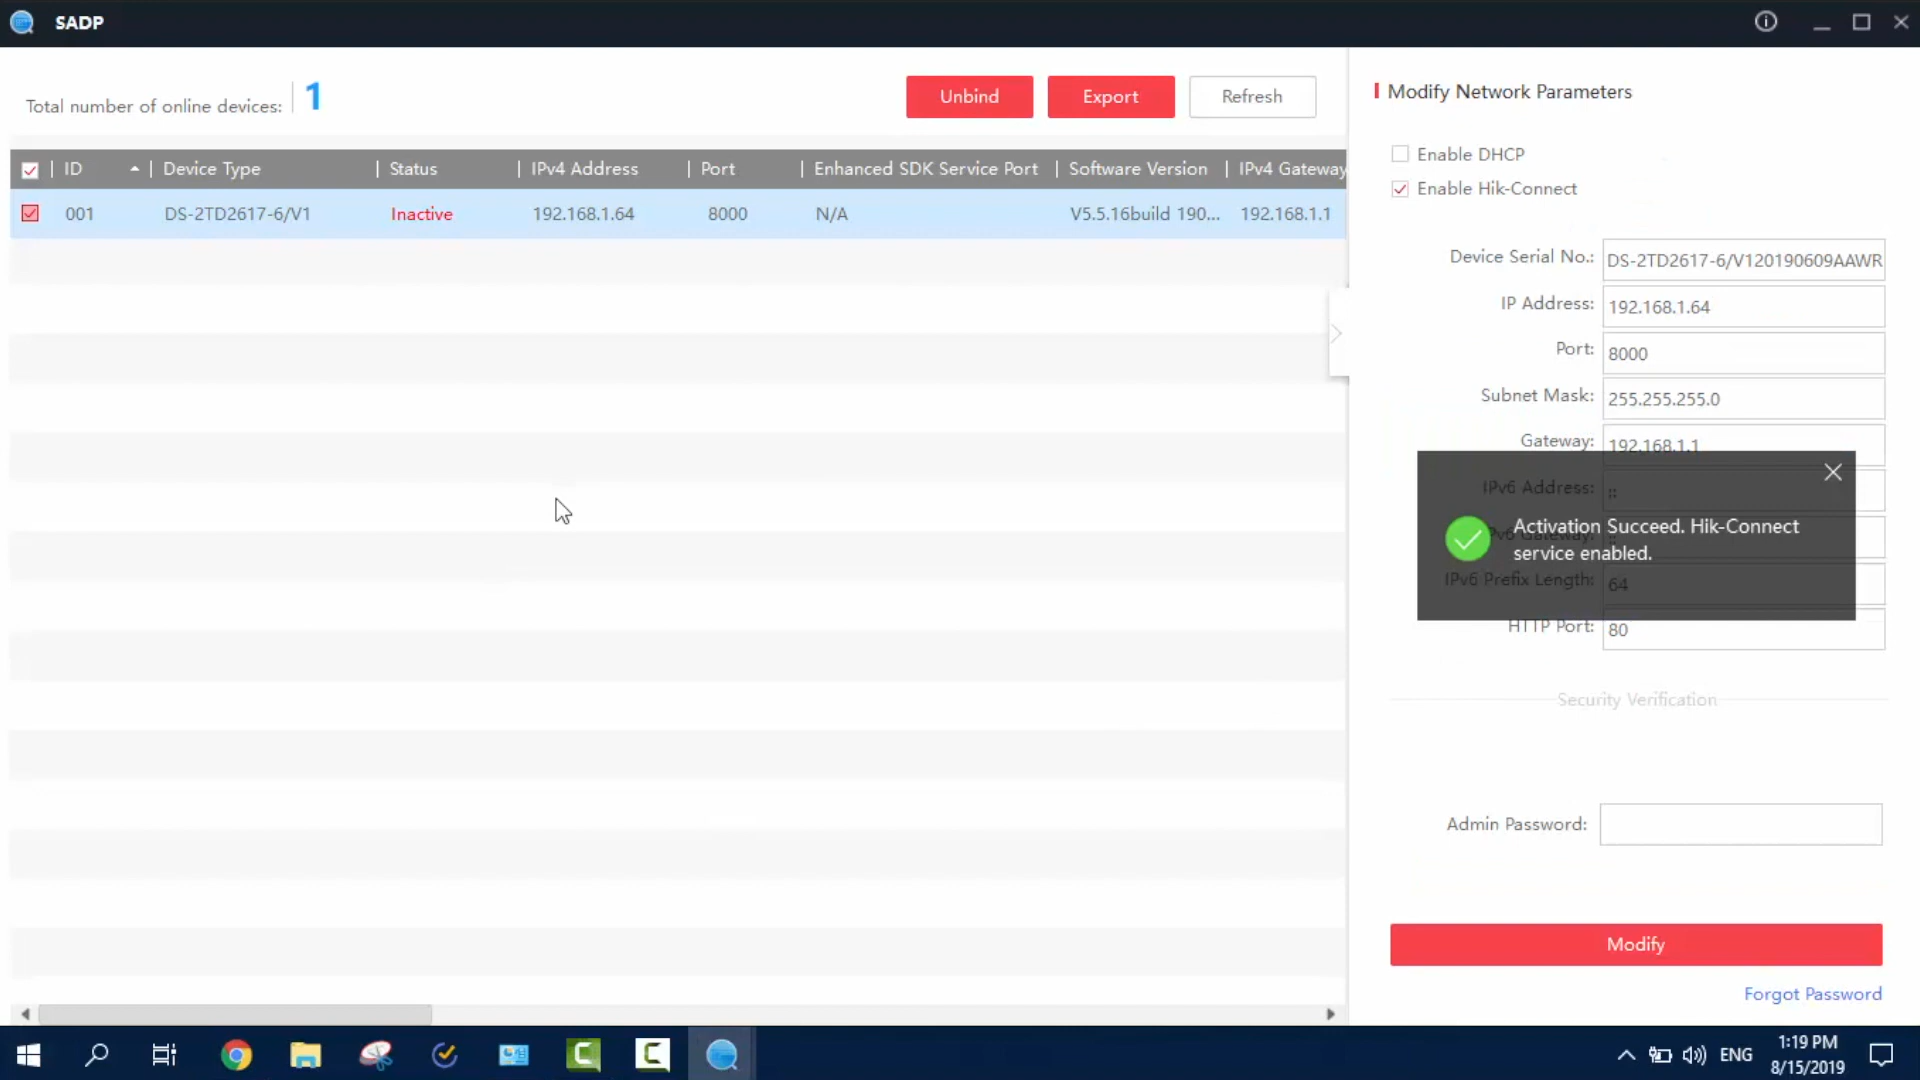 SADP
Total number of online devices: 1
Unbind
Export
Refresh
ID
Device Type
Status
IPv4 Address
Port
Enhanced SDK Service Port
Software Version
IPv4 Gateway
001
DS-2TD2617-6/V1
Inactive
192.168.1.64
8000
N/A
V5.5.16build 190...
192.168.1.1
Modify Network Parameters
Enable DHCP
Enable Hik-Connect
Device Serial No.: DS-2TD2617-6/V120190609AAWR
IP Address: 192.168.1.64
Port: 8000
Subnet Mask: 255.255.255.0
Gateway: 192.168.1.1
IPv6 Address: ::
Activation Succeed. Hik-Connect
service enabled.
IPv6 Gateway: ::
IPv6 Prefix Length: 64
HTTP Port: 80
Security Verification
Admin Password:
Modify
Forgot Password
ENG
1:19 PM
8/15/2019